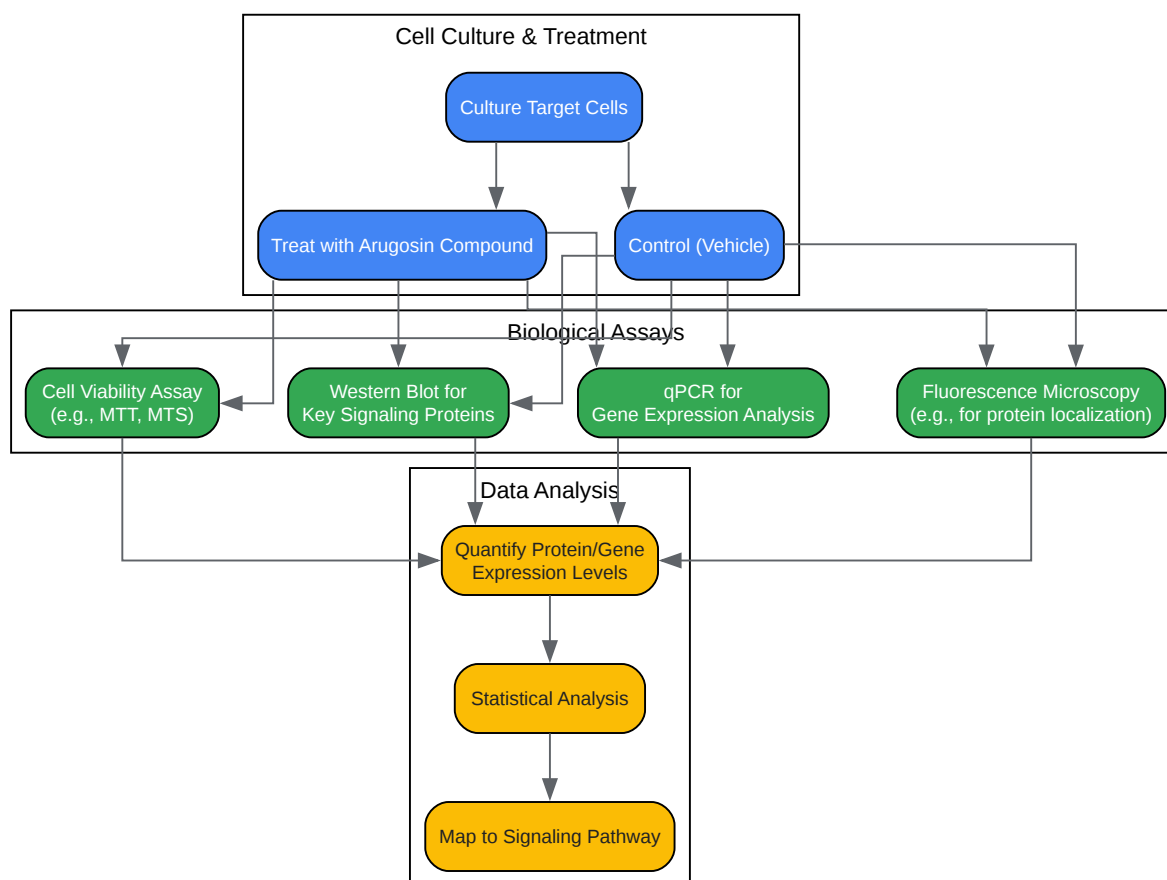 Cell Culture & Treatment
Culture Target Cells
Treat with Arugosin Compound
Control (Vehicle)
Biological Assays
Cell Viability Assay
(e.g., MTT, MTS)
Western Blot for
Key Signaling Proteins
qPCR for
Gene Expression Analysis
Fluorescence Microscopy
(e.g., for protein localization)
Data Analysis
Quantify Protein/Gene
Expression Levels
Statistical Analysis
Map to Signaling Pathway